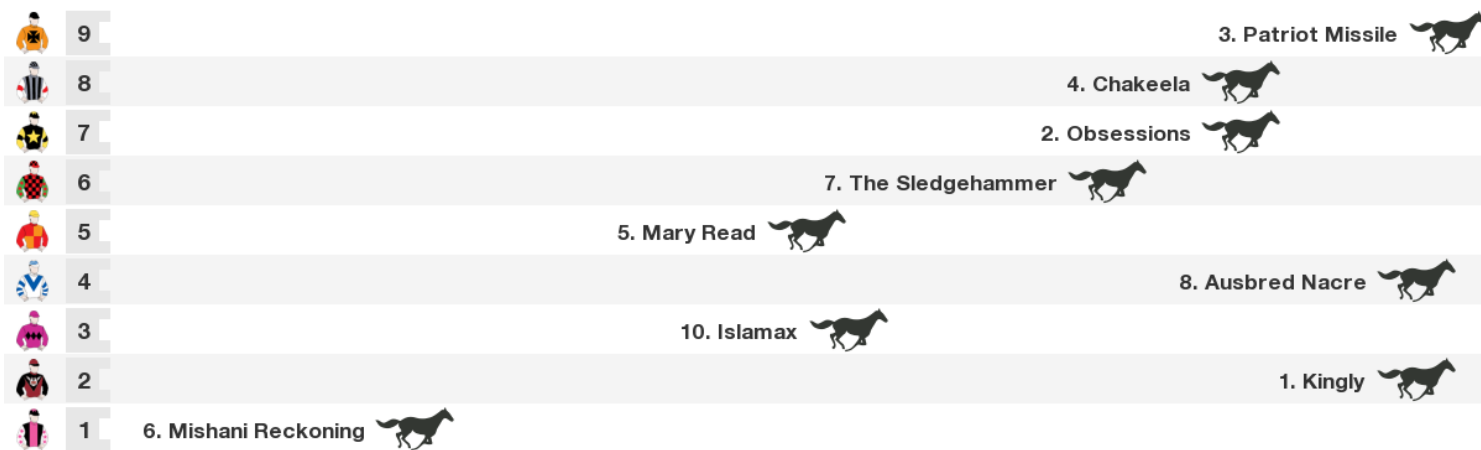 9 3. Patriot Missile
8 4. Chakeela
7 2. Obsessions
6 7. The Sledgehammer
5 5. Mary Read
4 8. Ausbred Nacre
3 10. Islamax
2 1. Kingly
1 6. Mishani Reckoning